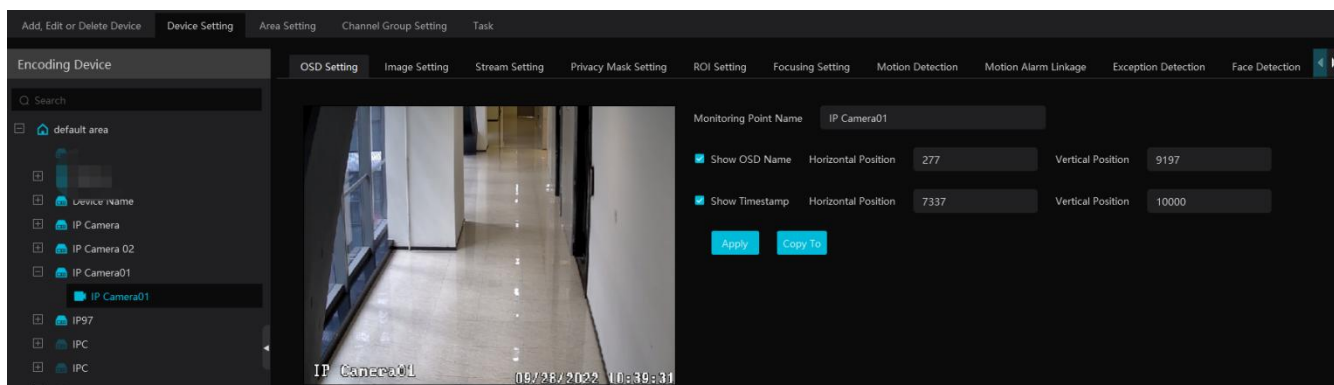 Add, Edit or Delete Device Device Setting Area Setting Channel Group Setting Task
Encoding Device
OSD Setting Image Setting Stream Setting Privacy Mask Setting ROI Setting Focusing Setting Motion Detection Motion Alarm Linkage Exception Detection Face Detection
Search
default area
Device Name
IP Camera
IP Camera 02
IP Camera01
IP Camera01
IP97
IPC
IPC
IP Camera01
09/28/2022 10:39:31
Monitoring Point Name IP Camera01
Show OSD Name Horizontal Position 277 Vertical Position 9197
Show Timestamp Horizontal Position 7337 Vertical Position 10000
Apply Copy To